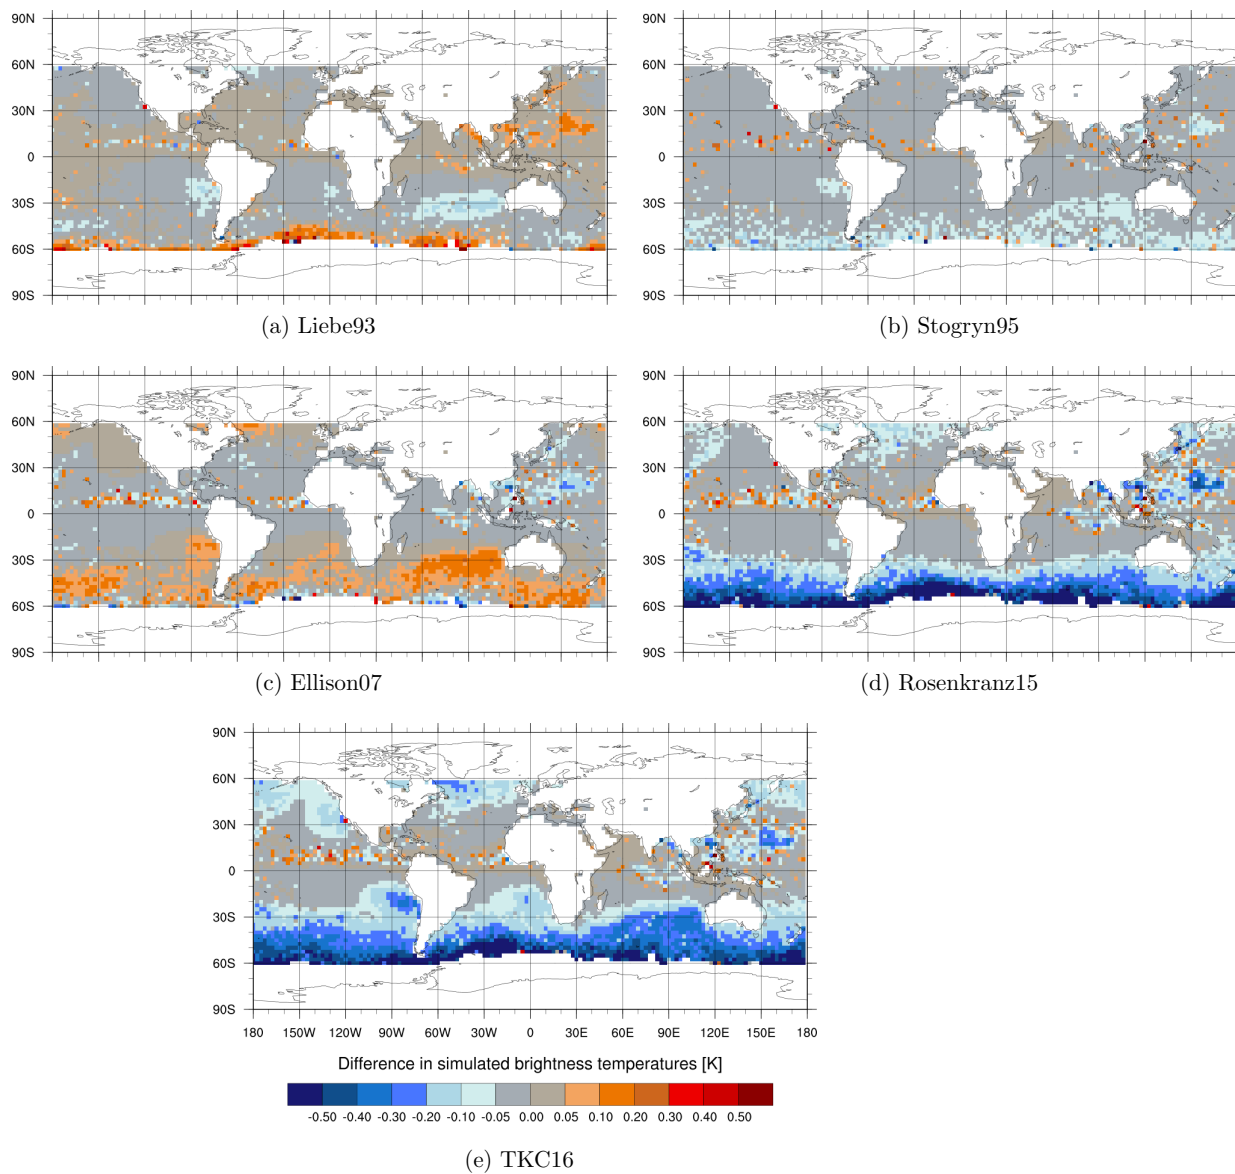 90N
60N
30N
0
30S
60S
90S
(a) Liebe93
90N
60N
30N
0
30S
60S
90S
(b) Stogryn95
90N
60N
30N
0
30S
60S
90S
(c) Ellison07
90N
60N
30N
0
30S
60S
90S
(d) Rosenkranz15
90N
60N
30N
0
30S
60S
90S
180 150W 120W 90W 60W 30W 0 30E 60E 90E 120E 150E 180
Difference in simulated brightness temperatures [K]
-0.50 -0.40 -0.30 -0.20 -0.10 -0.05 0.00 0.05 0.10 0.20 0.30 0.40 0.50
(e) TKC16